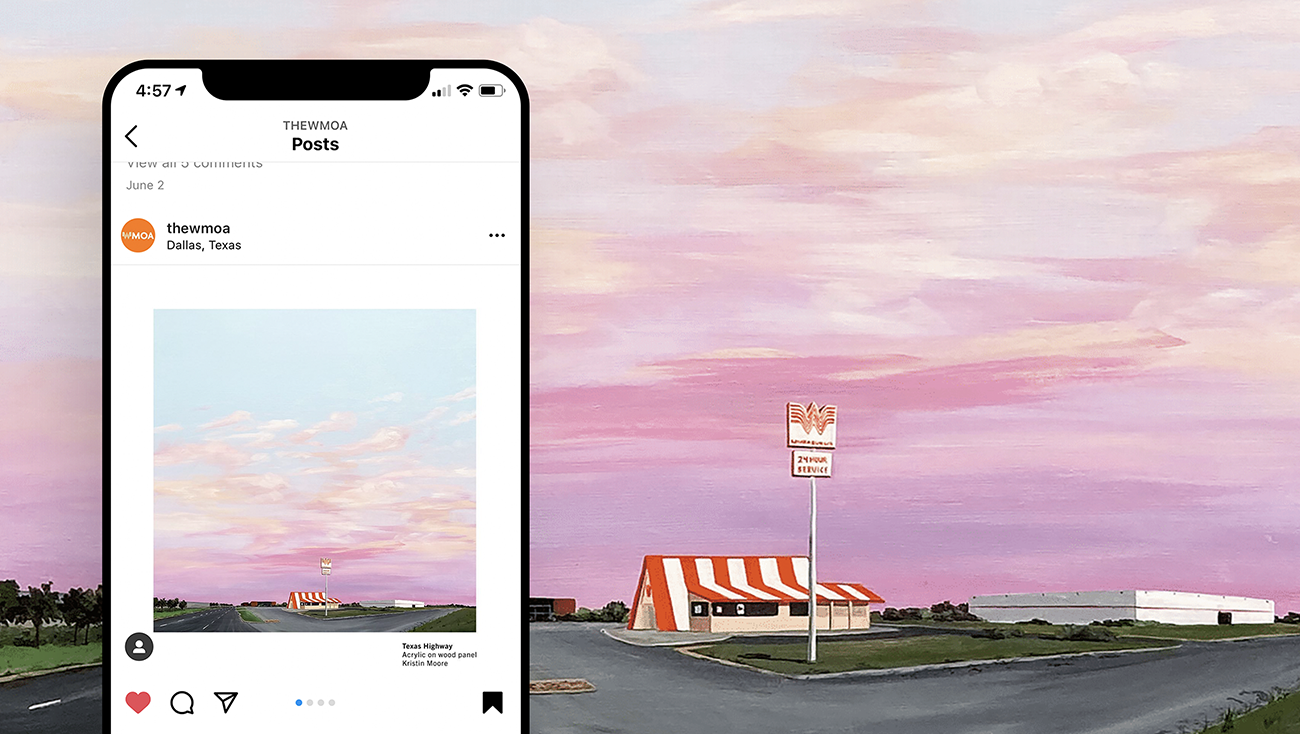 4:57
THEWMOA
Posts
View all 5 comments
June 2
WMOA
thewmoa
Dallas, Texas
Texas Highway
Acrylic on wood panel
Kristin Moore
24 HOUR
SERVICE